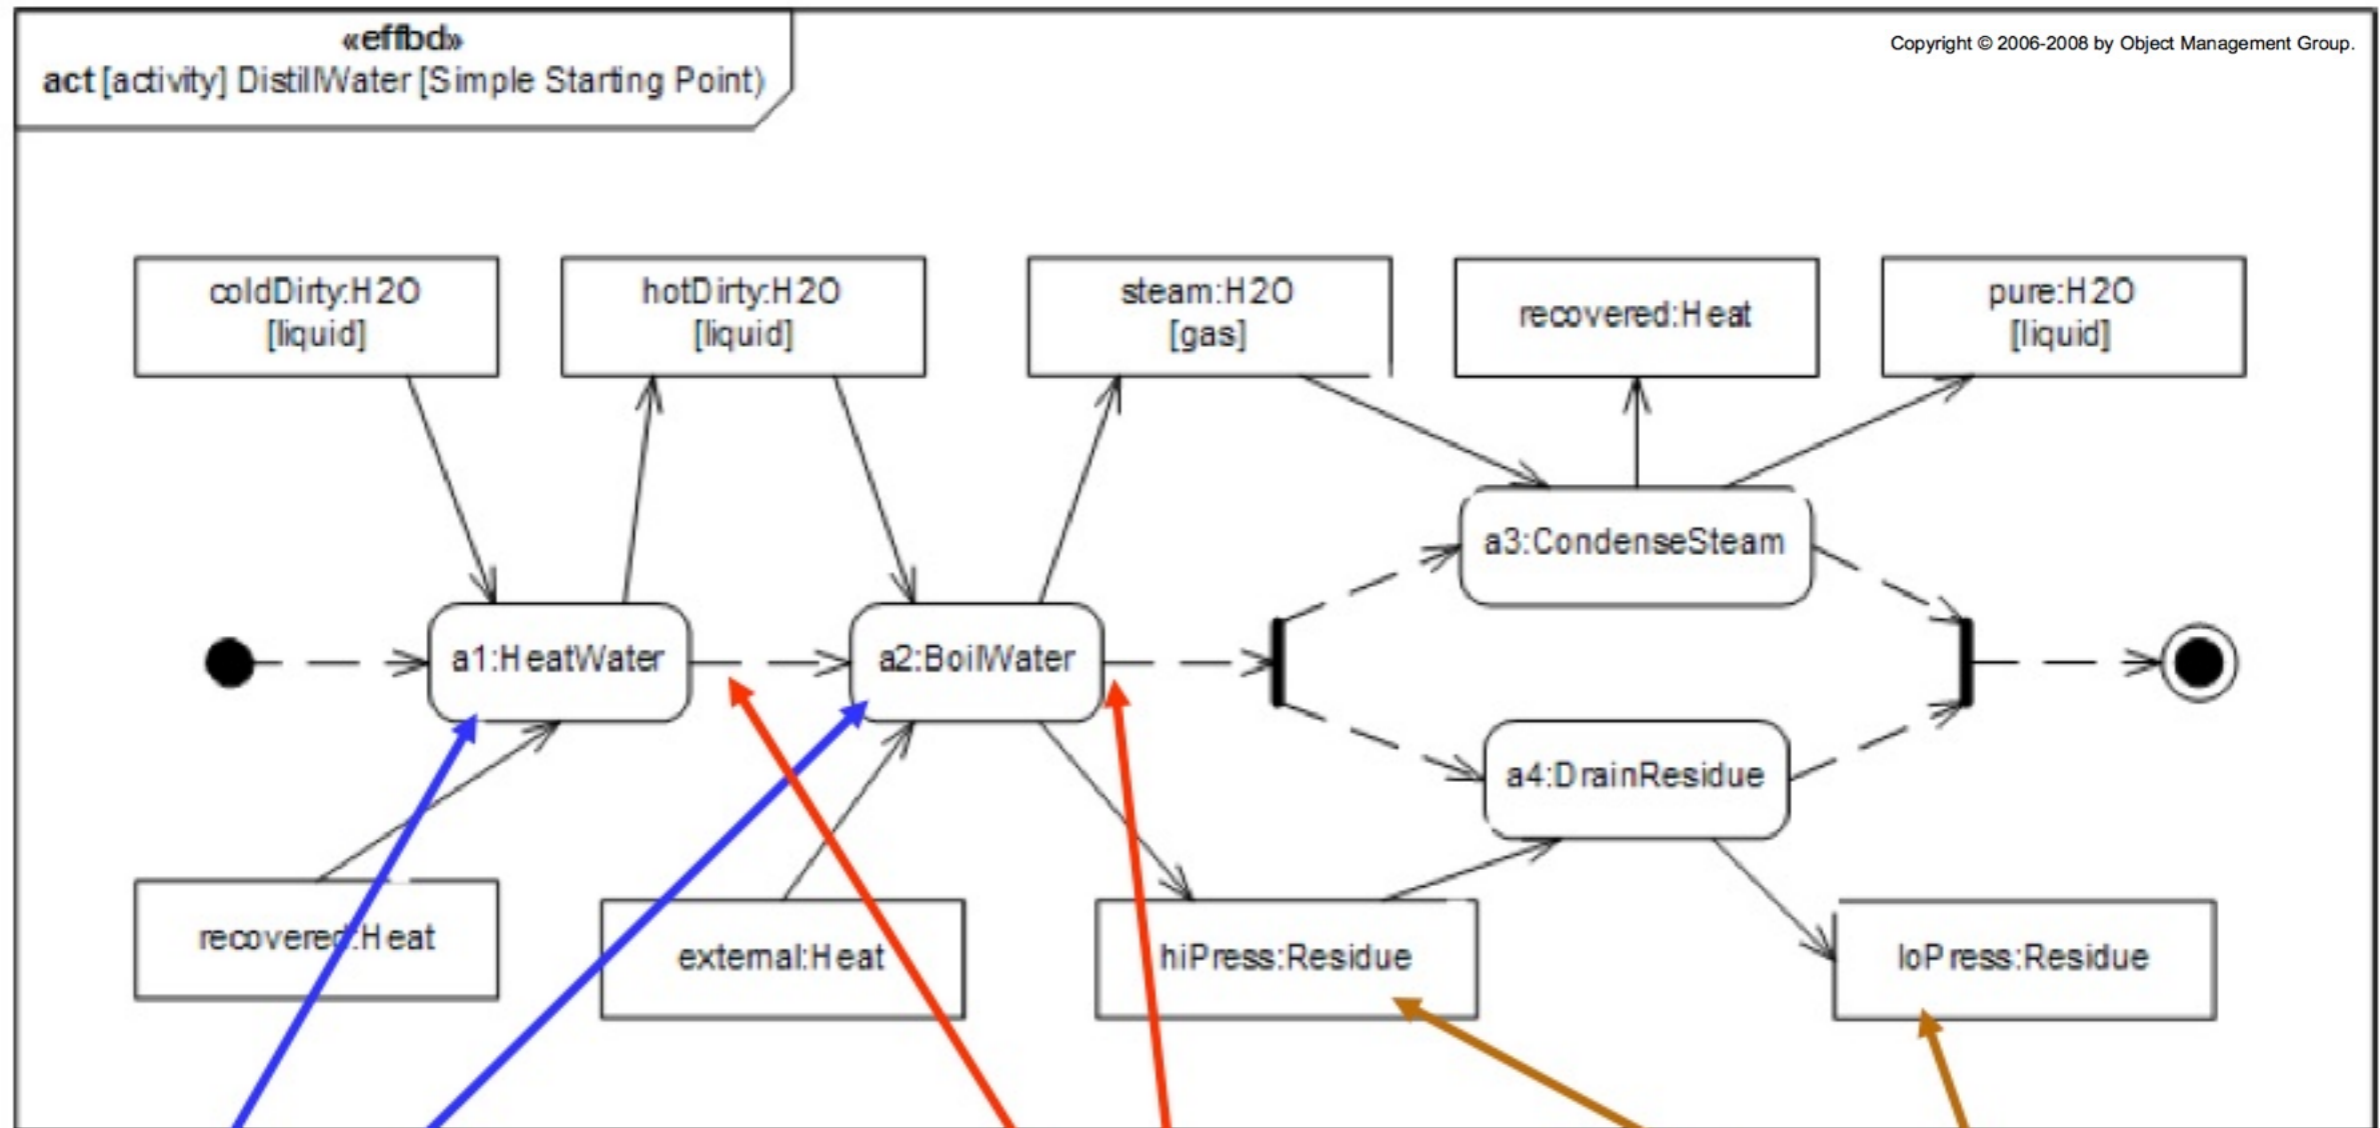 «effbd»
act [activity] DistillWater [Simple Starting Point)
Copyright © 2006-2008 by Object Management Group.
coldDirty:H2O
[liquid]
hotDirty:H2O
[liquid]
steam:H2O
[gas]
recovered:Heat
pure:H2O
[liquid]
a3:CondenseSteam
a1:HeatWater
a2:BoilWater
a4:DrainResidue
recovered:Heat
external:Heat
hiPress:Residue
loPress:Residue